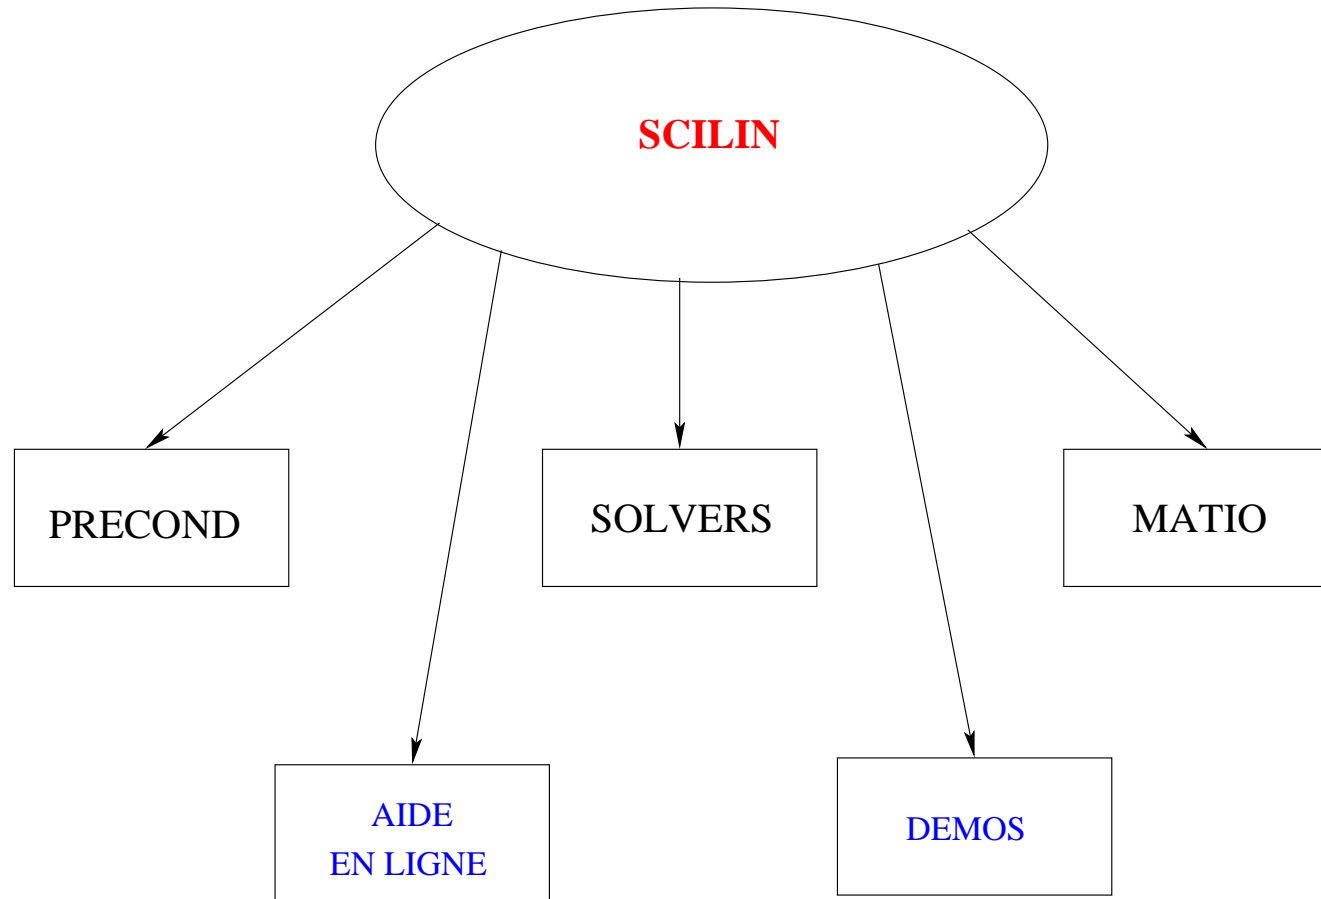 SCILIN
PRECOND
SOLVERS
MATIO
AIDE
EN LIGNE
DEMOS